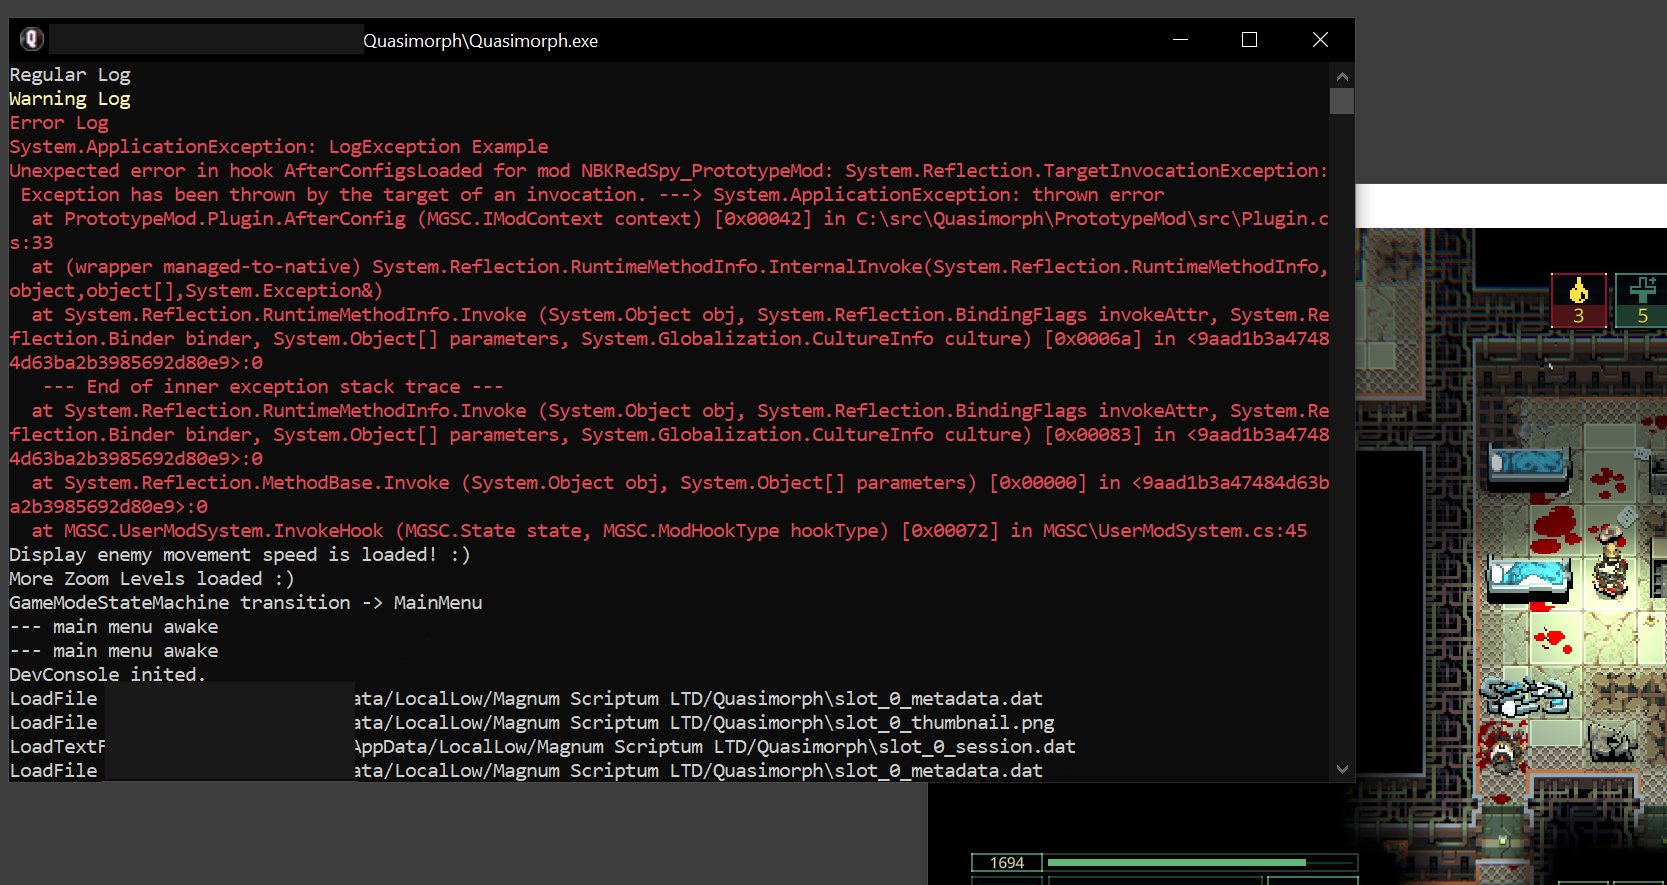 Quasimorph\Quasimorph.exe
Regular Log
Warning Log
Error Log
System.ApplicationException: LogException Example
Unexpected error in hook AfterConfigsLoaded for mod NBKRedSpy_PrototypeMod: System.Reflection.TargetInvocationException:
 Exception has been thrown by the target of an invocation. ---> System.ApplicationException: thrown error
  at PrototypeMod.Plugin.AfterConfig (MGSC.IModContext context) [0x00042] in C:\src\Quasimorph\PrototypeMod\src\Plugin.c
s:33
  at (wrapper managed-to-native) System.Reflection.RuntimeMethodInfo.InternalInvoke(System.Reflection.RuntimeMethodInfo,
object,object[],System.Exception&)
  at System.Reflection.RuntimeMethodInfo.Invoke (System.Object obj, System.Reflection.BindingFlags invokeAttr, System.Re
flection.Binder binder, System.Object[] parameters, System.Globalization.CultureInfo culture) [0x0006a] in <9aad1b3a4748
4d63ba2b3985692d80e9>:0
   --- End of inner exception stack trace ---
  at System.Reflection.RuntimeMethodInfo.Invoke (System.Object obj, System.Reflection.BindingFlags invokeAttr, System.Re
flection.Binder binder, System.Object[] parameters, System.Globalization.CultureInfo culture) [0x00083] in <9aad1b3a4748
4d63ba2b3985692d80e9>:0
  at System.Reflection.MethodBase.Invoke (System.Object obj, System.Object[] parameters) [0x00000] in <9aad1b3a47484d63b
a2b3985692d80e9>:0
  at MGSC.UserModSystem.InvokeHook (MGSC.State state, MGSC.ModHookType hookType) [0x00072] in MGSC\UserModSystem.cs:45
Display enemy movement speed is loaded! :)
More Zoom Levels loaded :)
GameModeStateMachine transition -> MainMenu
--- main menu awake
--- main menu awake
DevConsole inited.
LoadFile ata/LocalLow/Magnum Scriptum LTD/Quasimorph\slot_0_metadata.dat
LoadFile ata/LocalLow/Magnum Scriptum LTD/Quasimorph\slot_0_thumbnail.png
LoadTextF AppData/LocalLow/Magnum Scriptum LTD/Quasimorph\slot_0_session.dat
LoadFile ata/LocalLow/Magnum Scriptum LTD/Quasimorph\slot_0_metadata.dat
3
5
1694